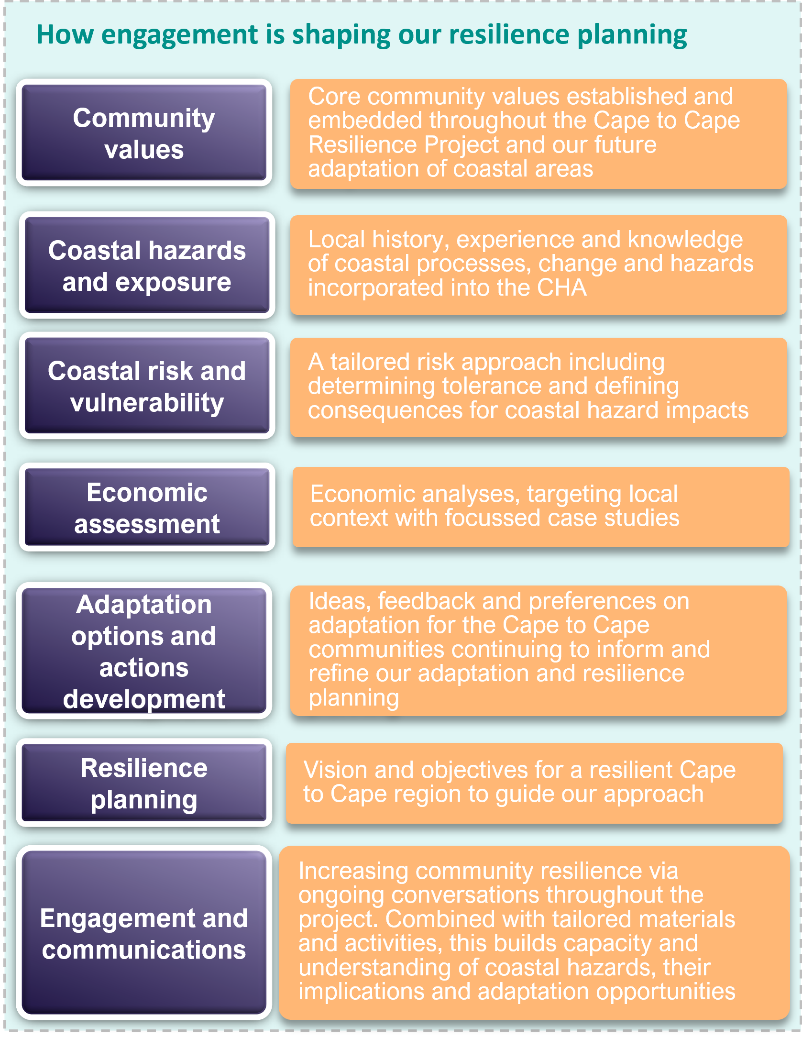 How engagement is shaping our resilience planning
Community
values
Core community values established and
embedded throughout the Cape to Cape
Resilience Project and our future
adaptation of coastal areas
Coastal hazards
and exposure
Local history, experience and knowledge
of coastal processes, change and hazards
incorporated into the CHA
Coastal risk and
vulnerability
A tailored risk approach including
determining tolerance and defining
consequences for coastal hazard impacts
Economic
assessment
Economic analyses, targeting local
context with focussed case studies
Adaptation
options and
actions
development
Ideas, feedback and preferences on
adaptation for the Cape to Cape
communities continuing to inform and
refine our adaptation and resilience
planning
Resilience
planning
Vision and objectives for a resilient Cape
to Cape region to guide our approach
Engagement and
communications
Increasing community resilience via
ongoing conversations throughout the
project. Combined with tailored materials
and activities, this builds capacity and
understanding of coastal hazards, their
implications and adaptation opportunities